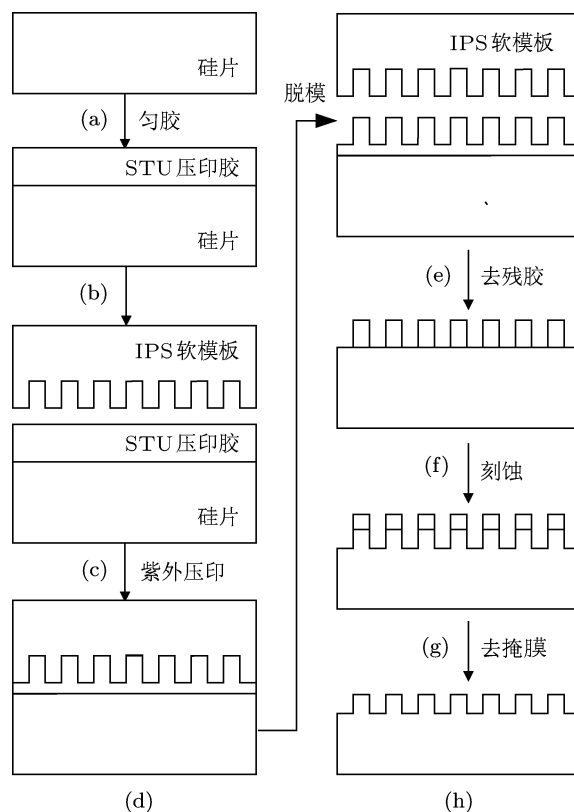 硅片
(a) 匀胶
STU压印胶
硅片
(b)
IPS软模板
STU压印胶
硅片
(c) 紫外压印
(d)
IPS软模板
脱模
(e) 去残胶
(f) 刻蚀
(g) 去掩膜
(h)